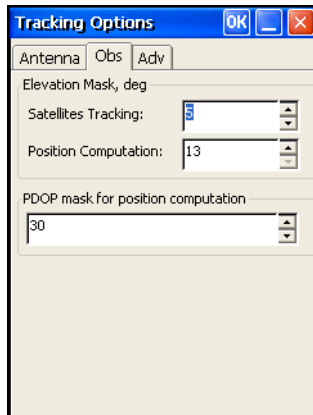 Tracking Options OK
Antenna Obs Adv
Elevation Mask, deg
Satellites Tracking: 5
Position Computation: 13
PDOP mask for position computation
30